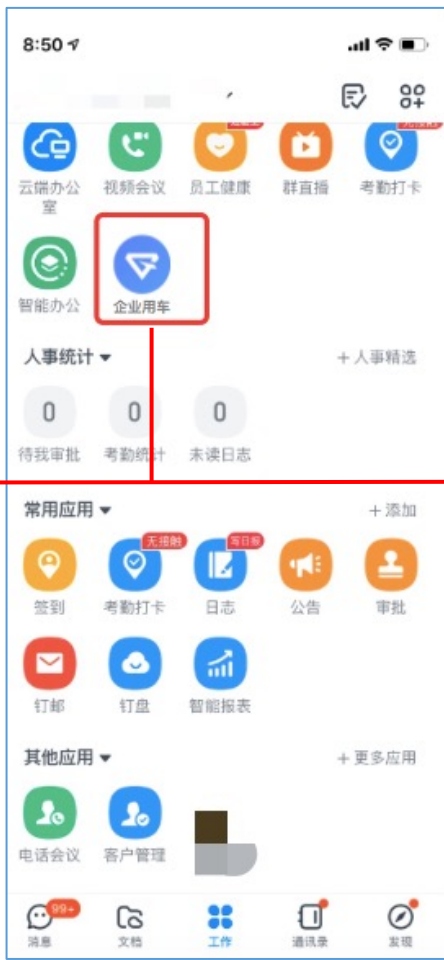 8:50
云端办公室 视频会议 员工健康 群直播 考勤打卡
智能办公 企业用车
人事统计 + 人事精选
0 0 0
待我审批 考勤统计 未读日志
常用应用 + 添加
无接触 写日报
签到 考勤打卡 日志 公告 审批
钉邮 钉盘 智能报表
其他应用 + 更多应用
电话会议 客户管理
99+
消息 文档 工作 通讯录 发现